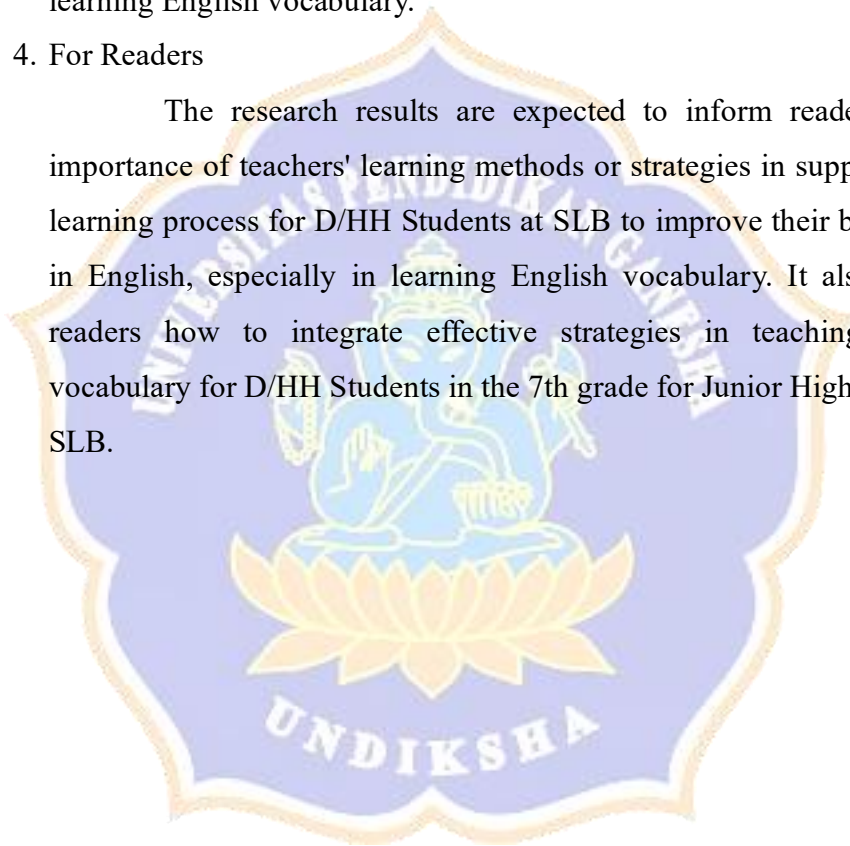 learning English vocabulary.
4. For Readers
The research results are expected to inform
importance of teachers' learning methods or strategies in
learning process for D/HH Students at SLB to improve their
in English, especially in learning English vocabulary. It
readers how to integrate effective strategies in teaching
vocabulary for D/HH Students in the 7th grade for Junior High
SLB.
UNIVERSITAS PENDIDIKAN GANESHA
UNDIKSHA